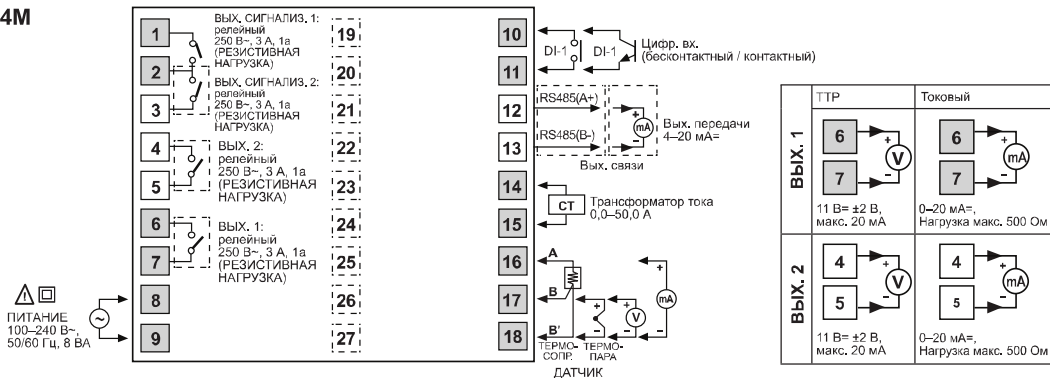 4M
1
2
3
4
5
6
7
8
9
ВЫХ. СИГНАЛИЗ. 1:
релейный
250 В~, 3 А, 1a
(РЕЗИСТИВНАЯ
НАГРУЗКА)
ВЫХ. СИГНАЛИЗ. 2:
релейный
250 В~, 3 А, 1a
(РЕЗИСТИВНАЯ
НАГРУЗКА)
ВЫХ. 2:
релейный
250 В~, 3 А, 1a
(РЕЗИСТИВНАЯ
НАГРУЗКА)
ВЫХ. 1:
релейный
250 В~, 3 А, 1a
(РЕЗИСТИВНАЯ
НАГРУЗКА)
ПИТАНИЕ
100–240 В~,
50/60 Гц, 8 ВА
19
20
21
22
23
24
25
26
27
10
11
12
13
14
15
16
17
18
DI-1
DI-1
Цифр. вх.
(бесконтактный / контактный)
RS485(A+)
RS485(B-)
+
mA
–
Вых. передачи
4–20 мА=
Вых. связи
CT
Трансформатор тока
0,0–50,0 А
A
B
B'
+
–
+
V
–
+
mA
–
ТЕРМО-
СОПР.
ТЕРМО-
ПАРА
ДАТЧИК
ТТР
Токовый
ВЫХ. 1
6
7
+
V
–
11 В= ±2 В,
макс. 20 мА
6
7
+
mA
–
0–20 мА=,
Нагрузка макс. 500 Ом
ВЫХ. 2
4
5
+
V
–
11 В= ±2 В,
макс. 20 мА
4
5
+
mA
–
0–20 мА=,
Нагрузка макс. 500 Ом